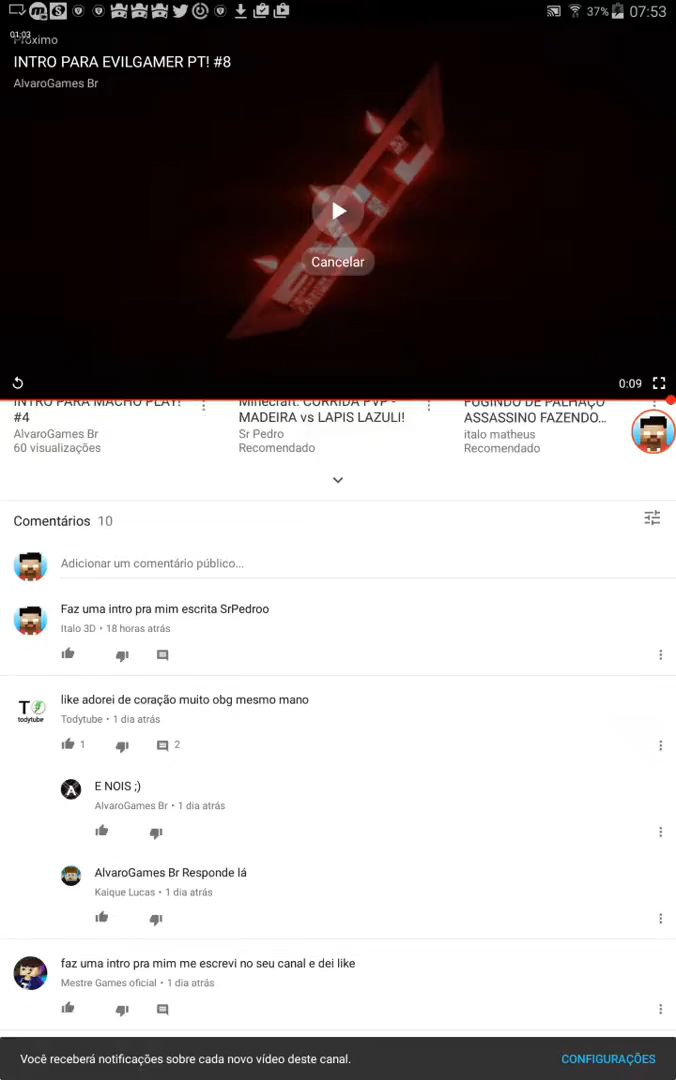 37% 07:53
01:03
Próximo
INTRO PARA EVILGAMER PT! #8
AlvaroGames Br
Cancelar
0:09
INTRO PARA MACHO PLAY!
#4
AlvaroGames Br
60 visualizações
Minecraft: CORRIDA PVP -
MADEIRA vs LAPIS LAZULI!
Sr Pedro
Recomendado
FUGINDO DE PALHAÇO
ASSASSINO FAZENDO...
italo matheus
Recomendado
Comentários 10
Adicionar um comentário público...
Faz uma intro pra mim escrita SrPedroo
Italo 3D • 18 horas atrás
like adorei de coração muito obg mesmo mano
Todytube • 1 dia atrás
T
todytube
1
2
E NOIS ;)
AlvaroGames Br • 1 dia atrás
AlvaroGames Br Responde lá
Kaique Lucas • 1 dia atrás
faz uma intro pra mim me escrevi no seu canal e dei like
Mestre Games oficial • 1 dia atrás
Você receberá notificações sobre cada novo vídeo deste canal.
CONFIGURAÇÕES